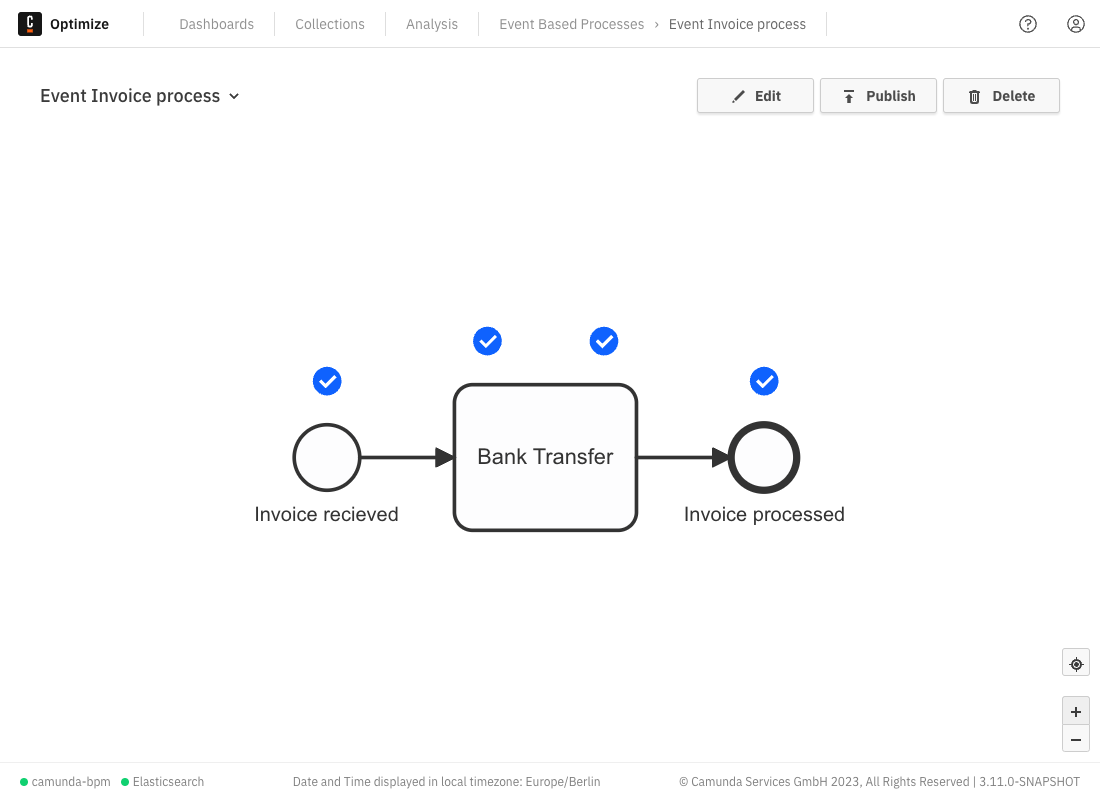 Optimize
Dashboards
Collections
Analysis
Event Based Processes › Event Invoice process
Event Invoice process
Edit
Publish
Delete
Bank Transfer
Invoice recieved
Invoice processed
camunda-bpm
Elasticsearch
Date and Time displayed in local timezone: Europe/Berlin
© Camunda Services GmbH 2023, All Rights Reserved | 3.11.0-SNAPSHOT